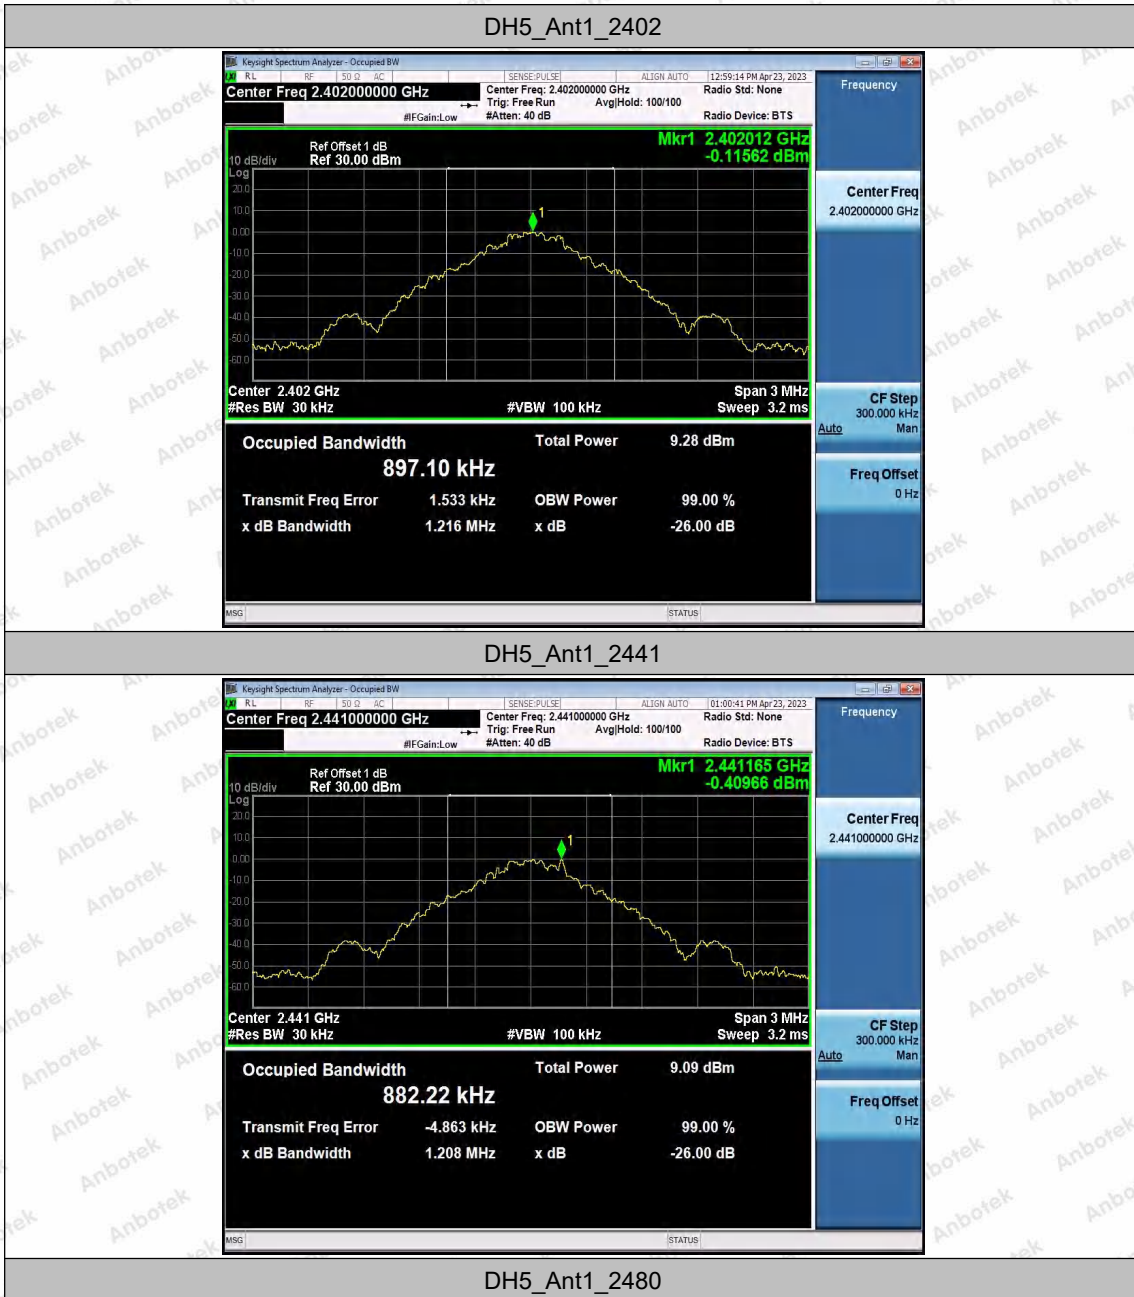 DH5_Ant1_2402
Keysight Spectrum Analyzer - Occupied BW
LXI RL RF 50 Ω AC SENSE:PULSE ALIGN AUTO 12:59:14 PM Apr 23, 2023
Center Freq 2.402000000 GHz Center Freq: 2.402000000 GHz Radio Std: None
Trig: Free Run Avg|Hold: 100/100
#IFGain:Low #Atten: 40 dB Radio Device: BTS
Frequency
Mkr1 2.402012 GHz
-0.11562 dBm
Ref Offset 1 dB
10 dB/div Ref 30.00 dBm
Log
20.0
10.0
0.00
-10.0
-20.0
-30.0
-40.0
-50.0
-60.0
1
Center Freq
2.402000000 GHz
Center 2.402 GHz Span 3 MHz
#Res BW 30 kHz #VBW 100 kHz Sweep 3.2 ms
CF Step
300.000 kHz
Auto Man
Occupied Bandwidth Total Power 9.28 dBm
897.10 kHz
Transmit Freq Error 1.533 kHz OBW Power 99.00 %
x dB Bandwidth 1.216 MHz x dB -26.00 dB
Freq Offset
0 Hz
MSG STATUS
DH5_Ant1_2441
Keysight Spectrum Analyzer - Occupied BW
LXI RL RF 50 Ω AC SENSE:PULSE ALIGN AUTO 01:00:41 PM Apr 23, 2023
Center Freq 2.441000000 GHz Center Freq: 2.441000000 GHz Radio Std: None
Trig: Free Run Avg|Hold: 100/100
#IFGain:Low #Atten: 40 dB Radio Device: BTS
Frequency
Mkr1 2.441165 GHz
-0.40966 dBm
Ref Offset 1 dB
10 dB/div Ref 30.00 dBm
Log
20.0
10.0
0.00
-10.0
-20.0
-30.0
-40.0
-50.0
-60.0
1
Center Freq
2.441000000 GHz
Center 2.441 GHz Span 3 MHz
#Res BW 30 kHz #VBW 100 kHz Sweep 3.2 ms
CF Step
300.000 kHz
Auto Man
Occupied Bandwidth Total Power 9.09 dBm
882.22 kHz
Transmit Freq Error -4.863 kHz OBW Power 99.00 %
x dB Bandwidth 1.208 MHz x dB -26.00 dB
Freq Offset
0 Hz
MSG STATUS
DH5_Ant1_2480